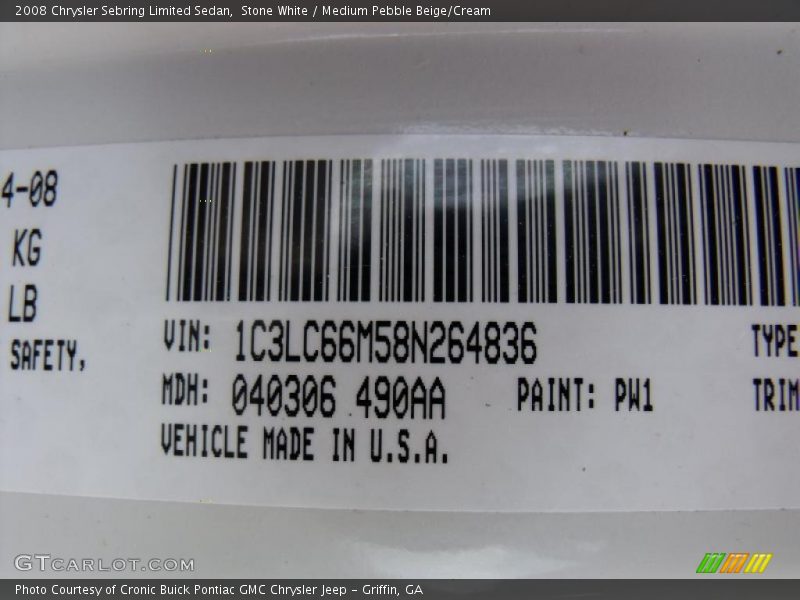 2008 Chrysler Sebring Limited Sedan,  Stone White / Medium Pebble Beige/Cream
4-08
KG
LB
SAFETY,
VIN: 1C3LC66M58N264836 TYPE
MDH: 040306 490AA PAINT: PW1 TRIM
VEHICLE MADE IN U.S.A.
GTCARLOT.COM
Photo Courtesy of Cronic Buick Pontiac GMC Chrysler Jeep - Griffin, GA